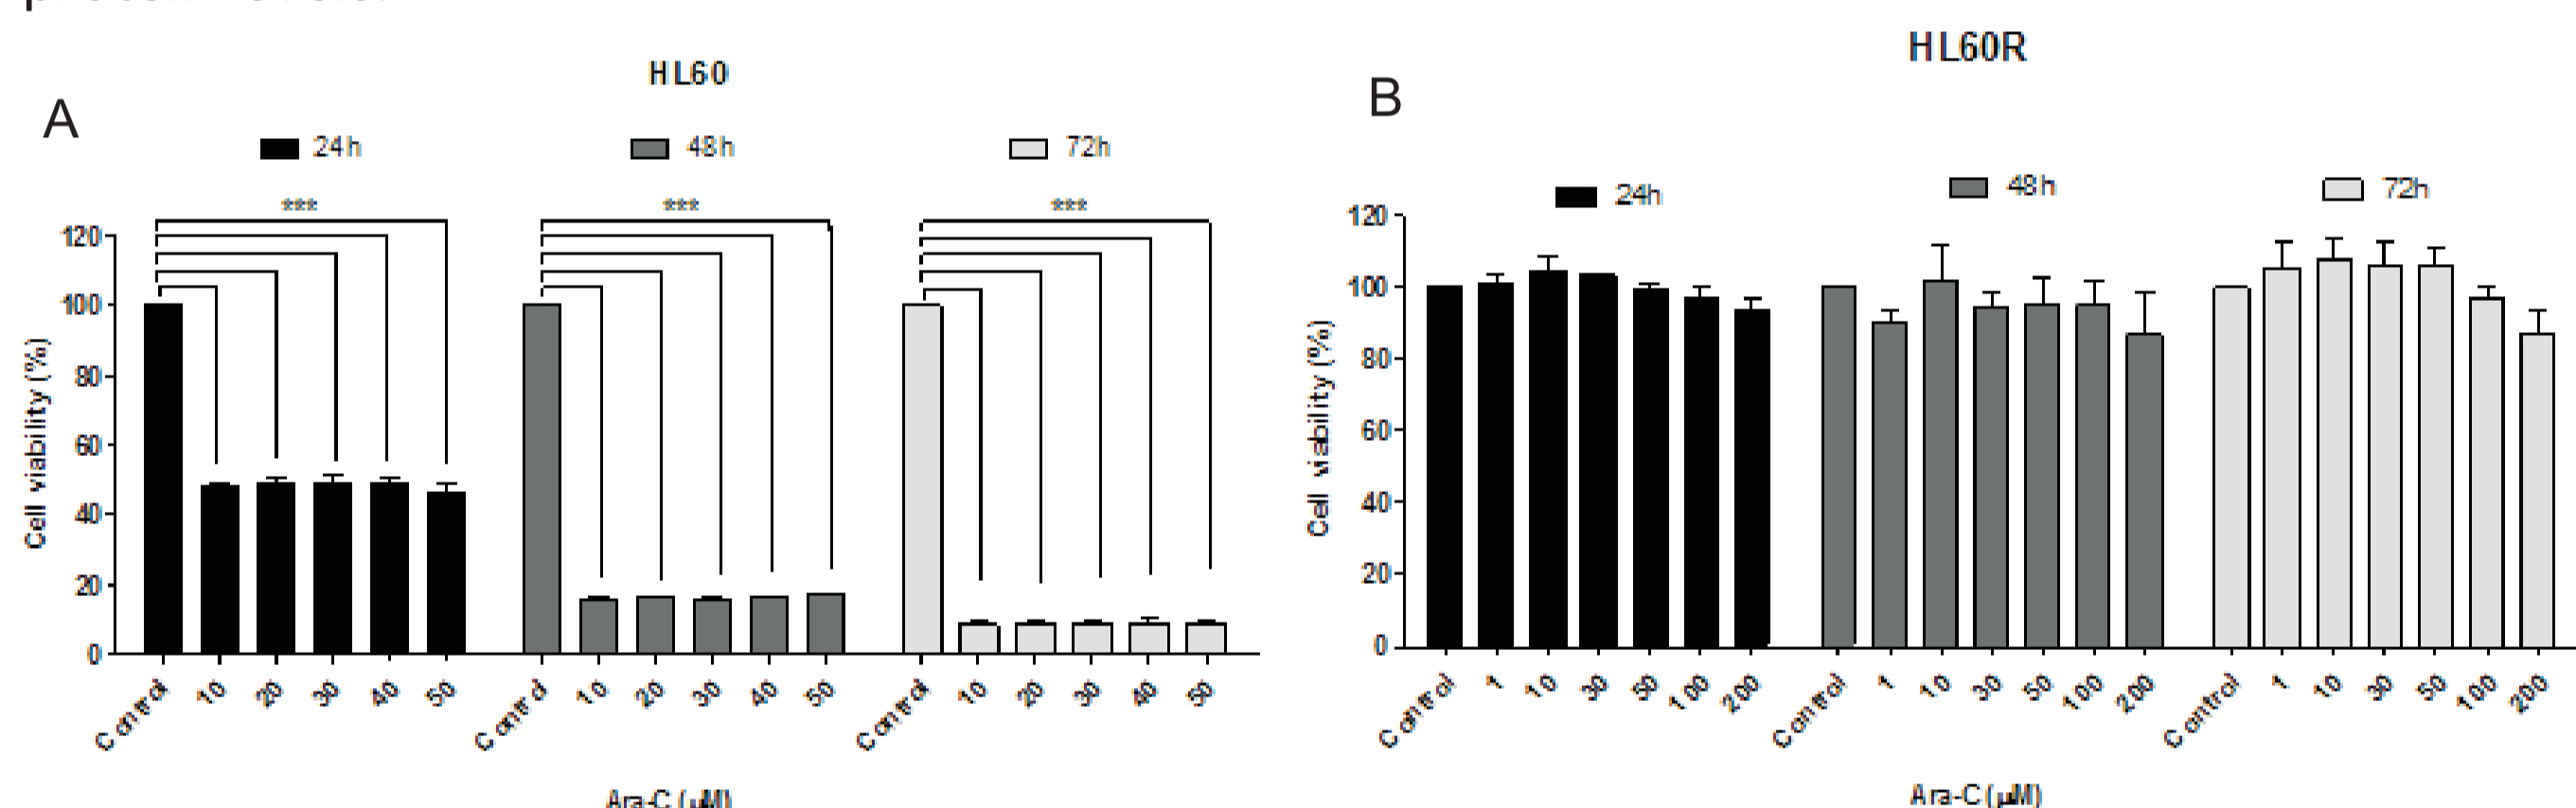 HL60
A
24h 48h 72h
*** *** ***
120
100
80
60
40
20
0
Cell viability (%)
Control 10 20 30 40 50 Control 10 20 30 40 50 Control 10 20 30 40 50
Ara-C (μM)
HL60R
B
24h 48h 72h
120
100
80
60
40
20
0
Cell viability (%)
Control 1 10 30 50 100 200 Control 1 10 30 50 100 200 Control 1 10 30 50 100 200
Ara-C (μM)